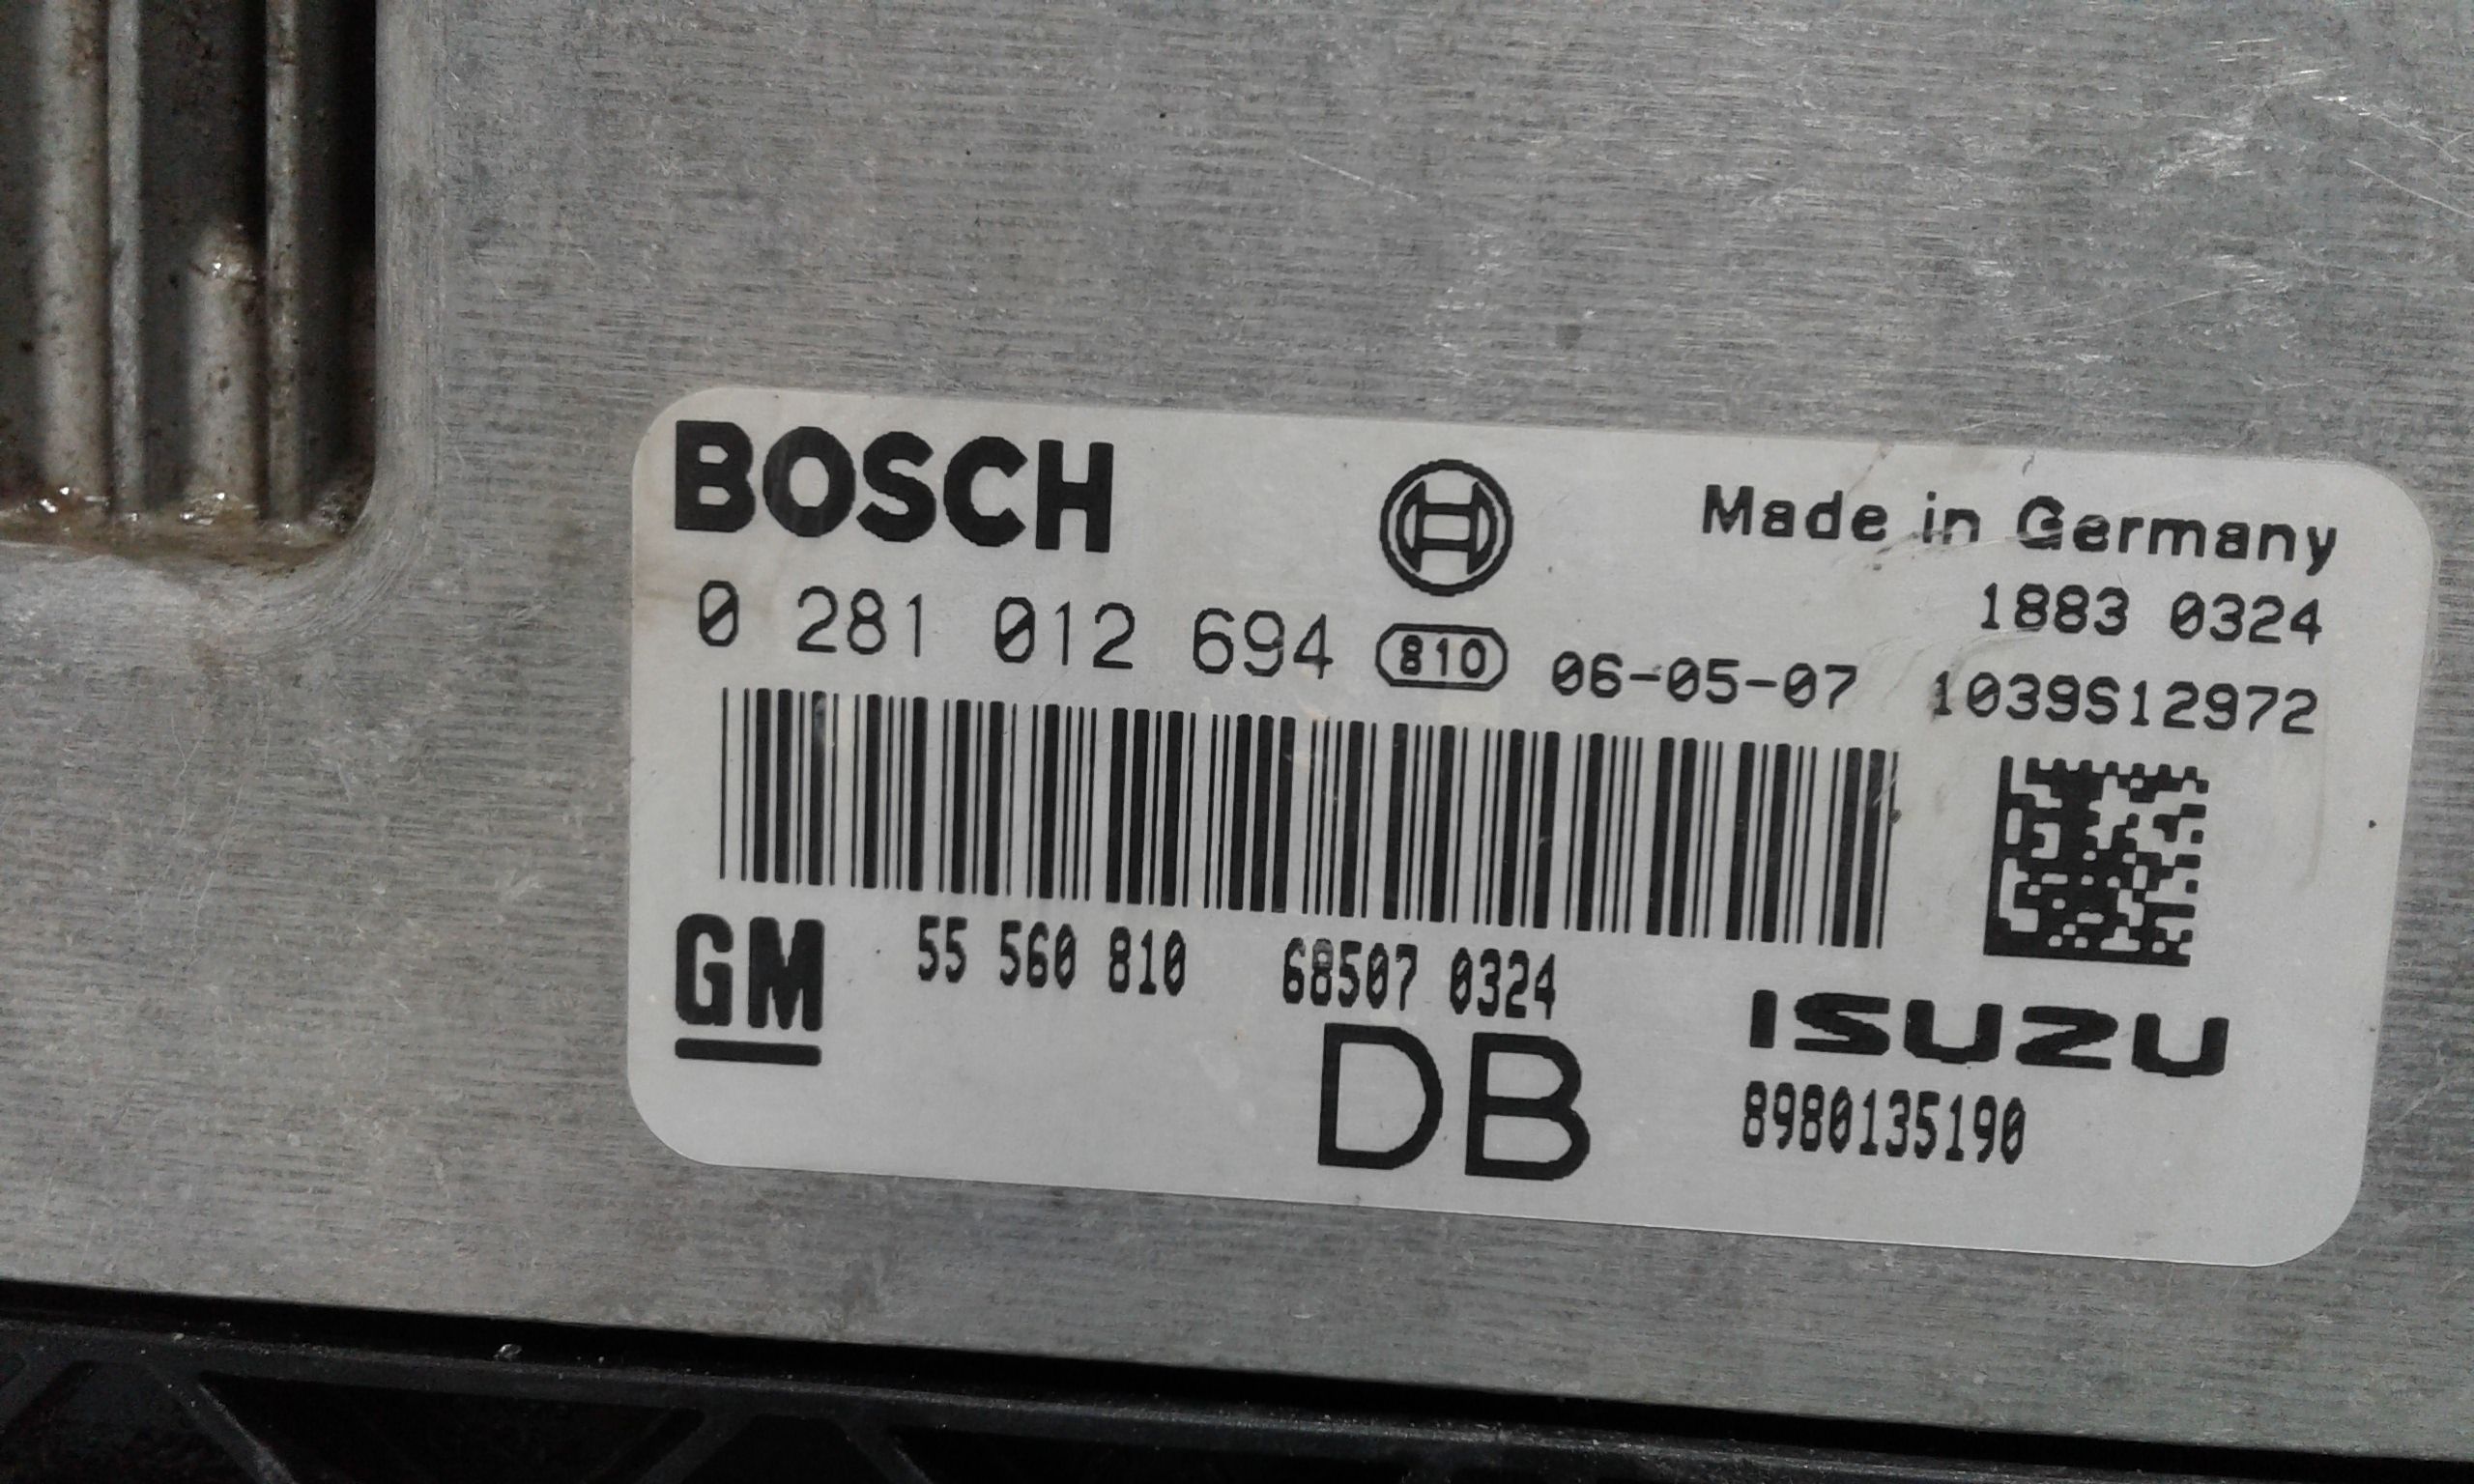 BOSCH
Made in Germany
1883 0324
0 281 012 694 810 06-05-07 1039S12972
GM 55 560 810 68507 0324
ISUZU
DB
8980135190